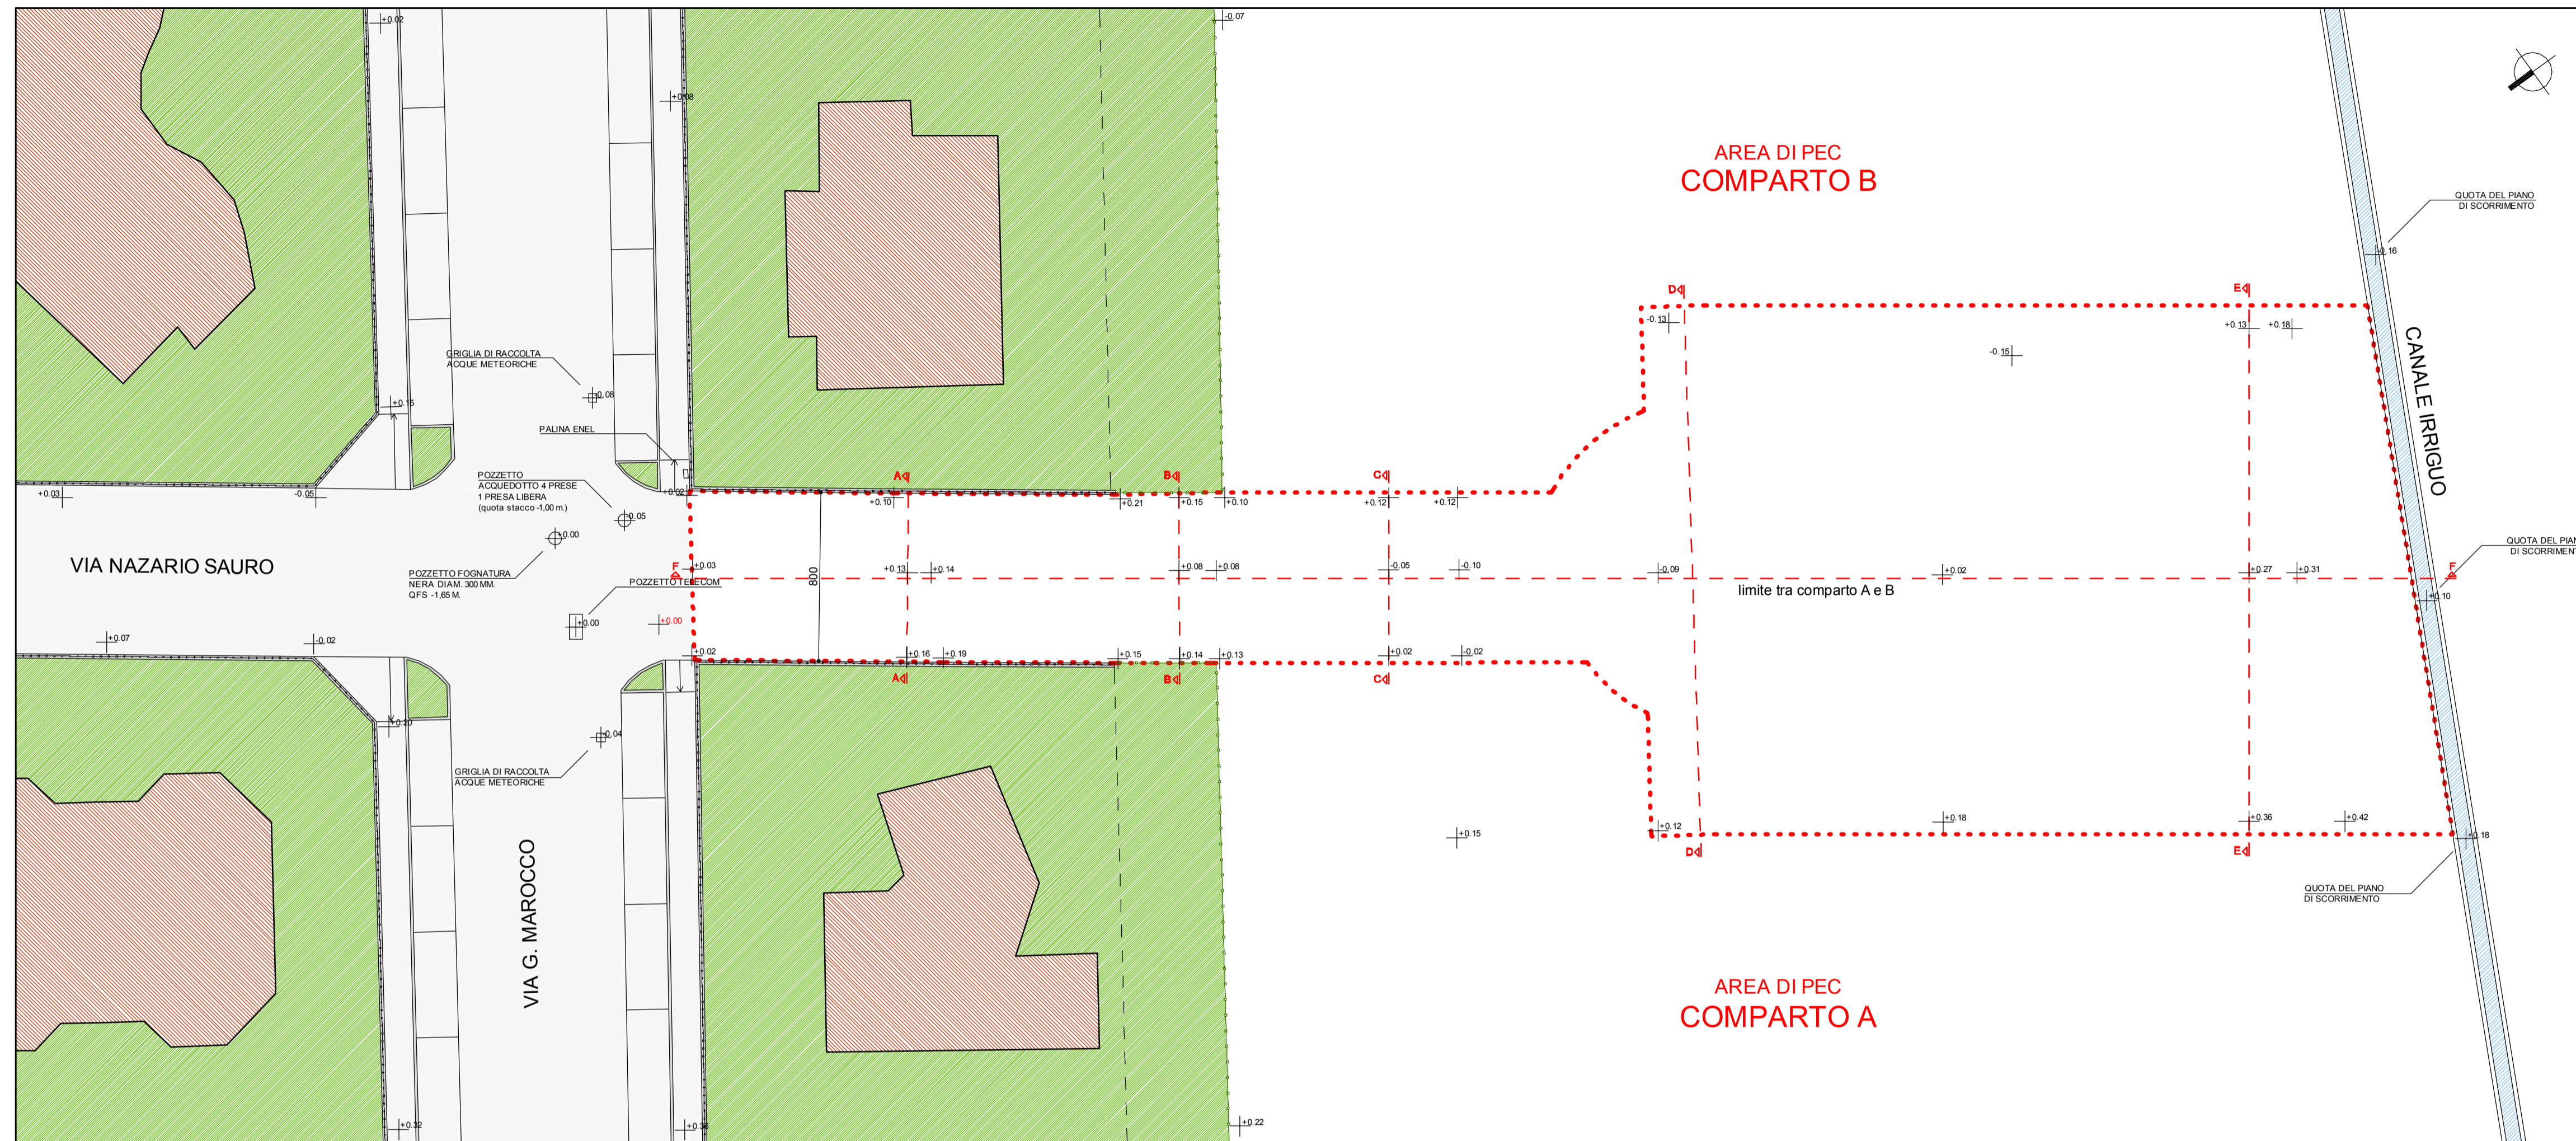 +0.02
-0.07
+0.08
AREA DI PEC
COMPARTO B
QUOTA DEL PIANO
DI SCORRIMENTO
-0.16
D
E
-0.13
+0.13
+0.18
-0.15
CANALE IRRIGUO
GRIGLIA DI RACCOLTA
ACQUE METEORICHE
+0.08
+0.15
PALINA ENEL
POZZETTO
ACQUEDOTTO 4 PRESE
1 PRESA LIBERA
(quota stacco -1,00 m.)
A
B
C
+0.03
-0.05
+0.02
+0.10
+0.21
+0.15
+0.10
+0.12
+0.12
-0.05
+0.00
VIA NAZARIO SAURO
POZZETTO FOGNATURA
NERA DIAM. 300 MM.
QFS -1,65 M.
POZZETTO TELECOM
F
+0.03
800
+0.13
+0.14
+0.08
+0.08
-0.05
-0.10
-0.09
+0.02
+0.27
+0.31
F
QUOTA DEL
DI
limite tra comparto A e B
+0.10
+0.00
+0.00
+0.07
-0.02
+0.02
+0.16
+0.19
+0.15
+0.14
+0.13
+0.02
-0.02
A
B
C
+0.20
+0.04
GRIGLIA DI RACCOLTA
ACQUE METEORICHE
+0.15
+0.12
+0.18
+0.36
+0.42
+0.18
D
E
QUOTA DEL PIANO
DI SCORRIMENTO
VIA G. MAROCCO
AREA DI PEC
COMPARTO A
+0.32
+0.22